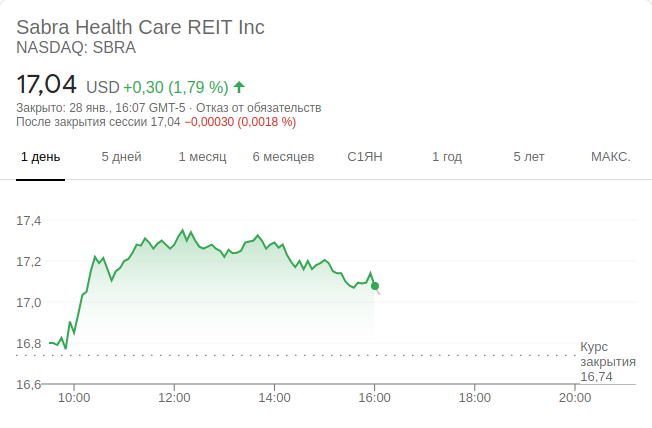 Sabra Health Care REIT Inc
NASDAQ: SBRA
17,04 USD +0,30 (1,79 %)
Закрыто: 28 янв., 16:07 GMT-5 · Отказ от обязательств
После закрытия сессии 17,04 −0,00030 (0,0018 %)
1 день 5 дней 1 месяц 6 месяцев С1ЯН 1 год 5 лет МАКС.
17,4
17,2
17,0
16,8
Курс
закрытия
16,74
16,6
10:00 12:00 14:00 16:00 18:00 20:00